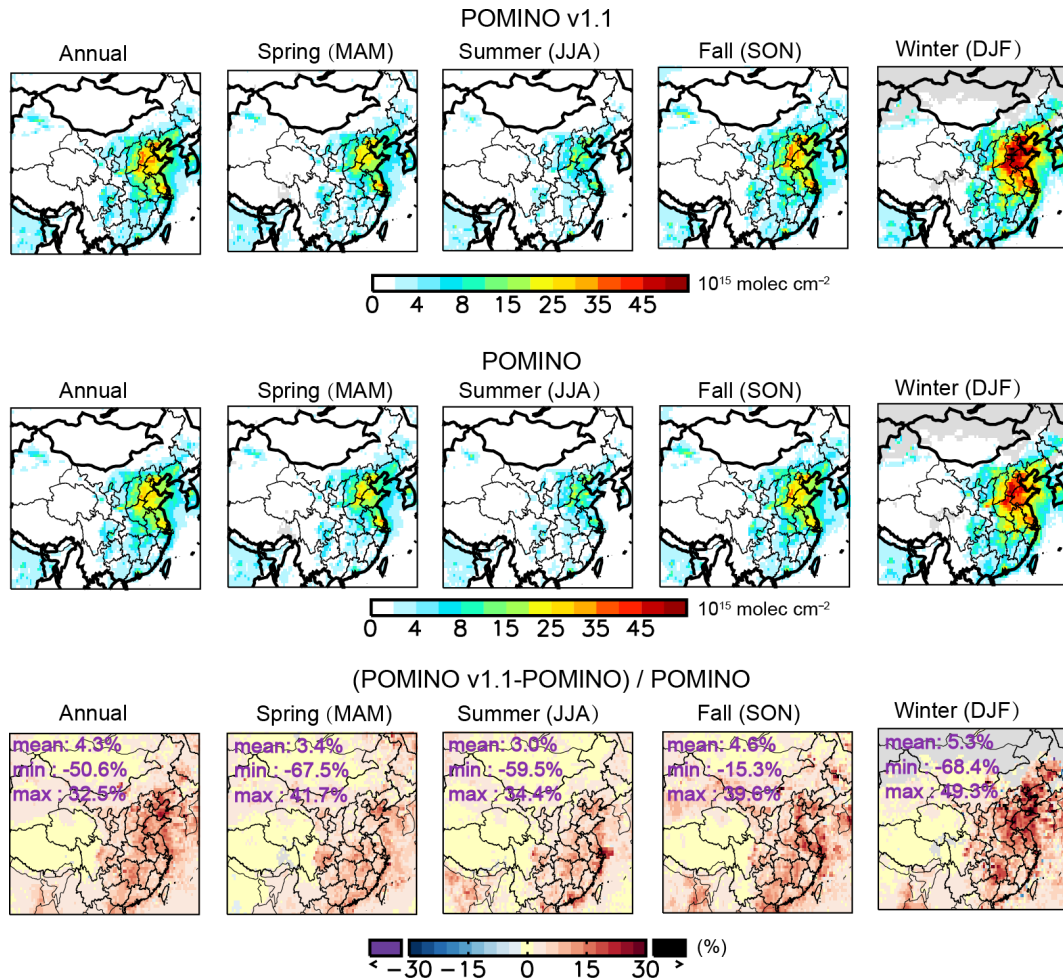 POMINO v1.1
Annual Spring (MAM) Summer (JJA) Fall (SON) Winter (DJF)
0 4 8 15 25 35 45 10¹⁵ molec cm⁻²
POMINO
Annual Spring (MAM) Summer (JJA) Fall (SON) Winter (DJF)
0 4 8 15 25 35 45 10¹⁵ molec cm⁻²
(POMINO v1.1-POMINO) / POMINO
Annual Spring (MAM) Summer (JJA) Fall (SON) Winter (DJF)
mean: 4.3% mean: 3.4% mean: 3.0% mean: 4.6% mean: 5.3%
min : -50.6% min : -67.5% min : -59.5% min : -15.3% min : -68.4%
max : 32.5% max : 41.7% max : 34.4% max : 39.6% max : 49.3%
< -30 -15 0 15 30 > (%)